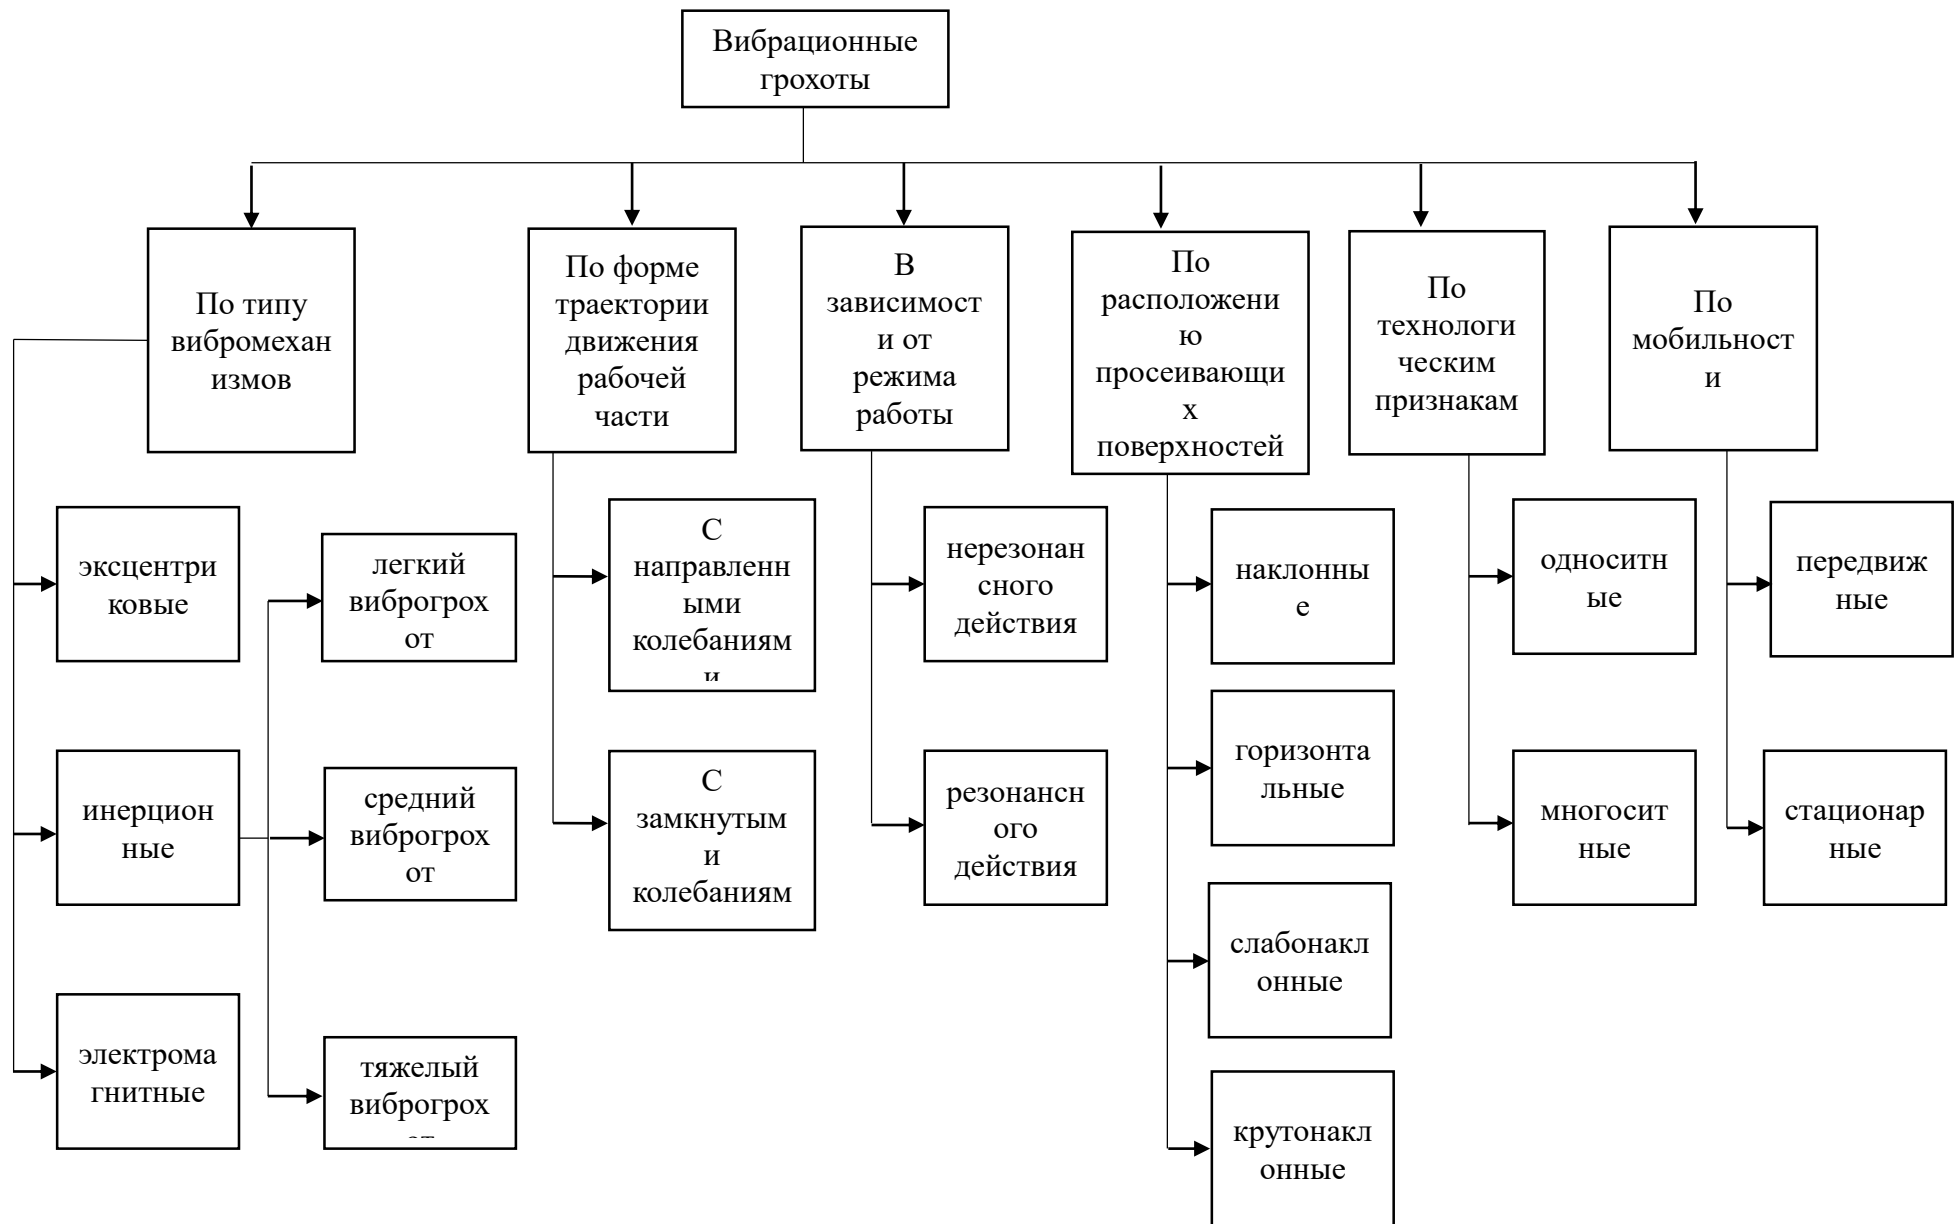 Вибрационные
грохоты
По типу
вибромехан
измов
По форме
траектории
движения
рабочей
части
В
зависимост
и от
режима
работы
По
расположени
ю
просеивающи
х
поверхностей
По
технологи
ческим
признакам
По
мобильност
и
эксцентри
ковые
легкий
виброгрох
от
С
направленн
ыми
колебаниям
и
нерезонан
сного
действия
наклонны
е
односитн
ые
передвиж
ные
горизонта
льные
инерцион
ные
средний
виброгрох
от
С
замкнутым
и
колебаниям
резонансн
ого
действия
многосит
ные
стационар
ные
слабонакл
онные
электрома
гнитные
тяжелый
виброгрох
крутонакл
онные